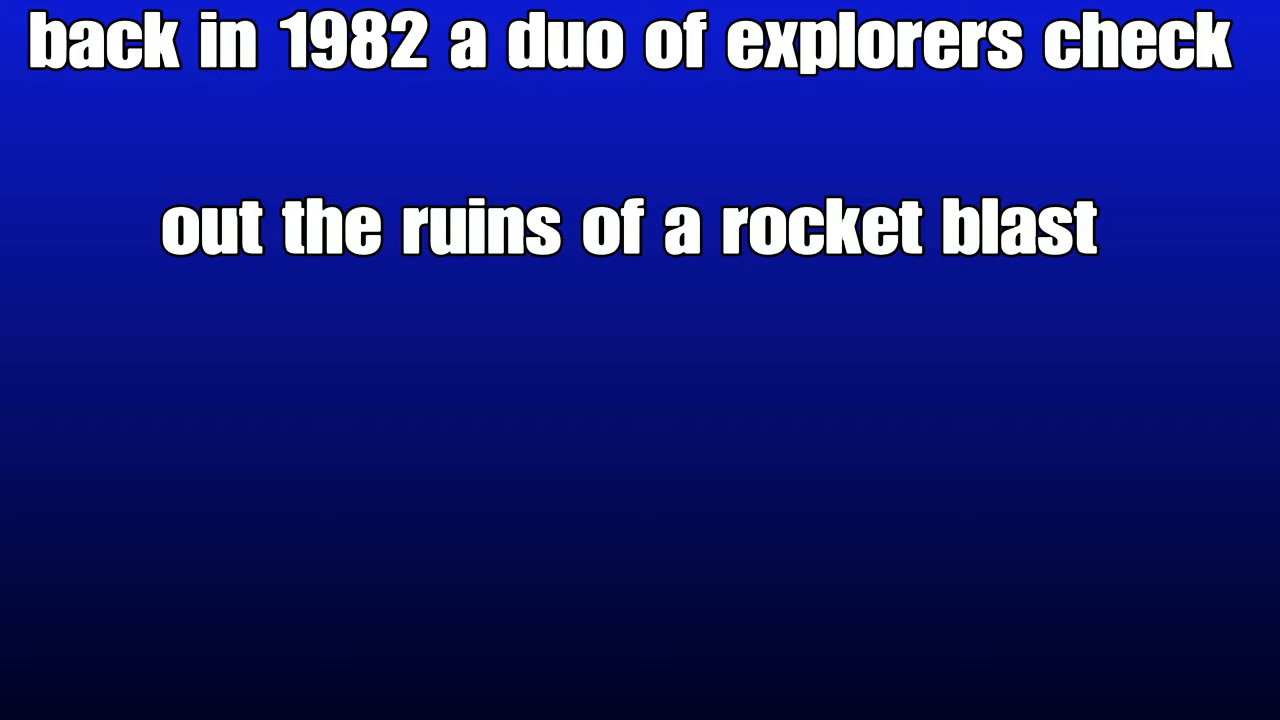 back in 1982 a duo of explorers check
out the ruins of a rocket blast